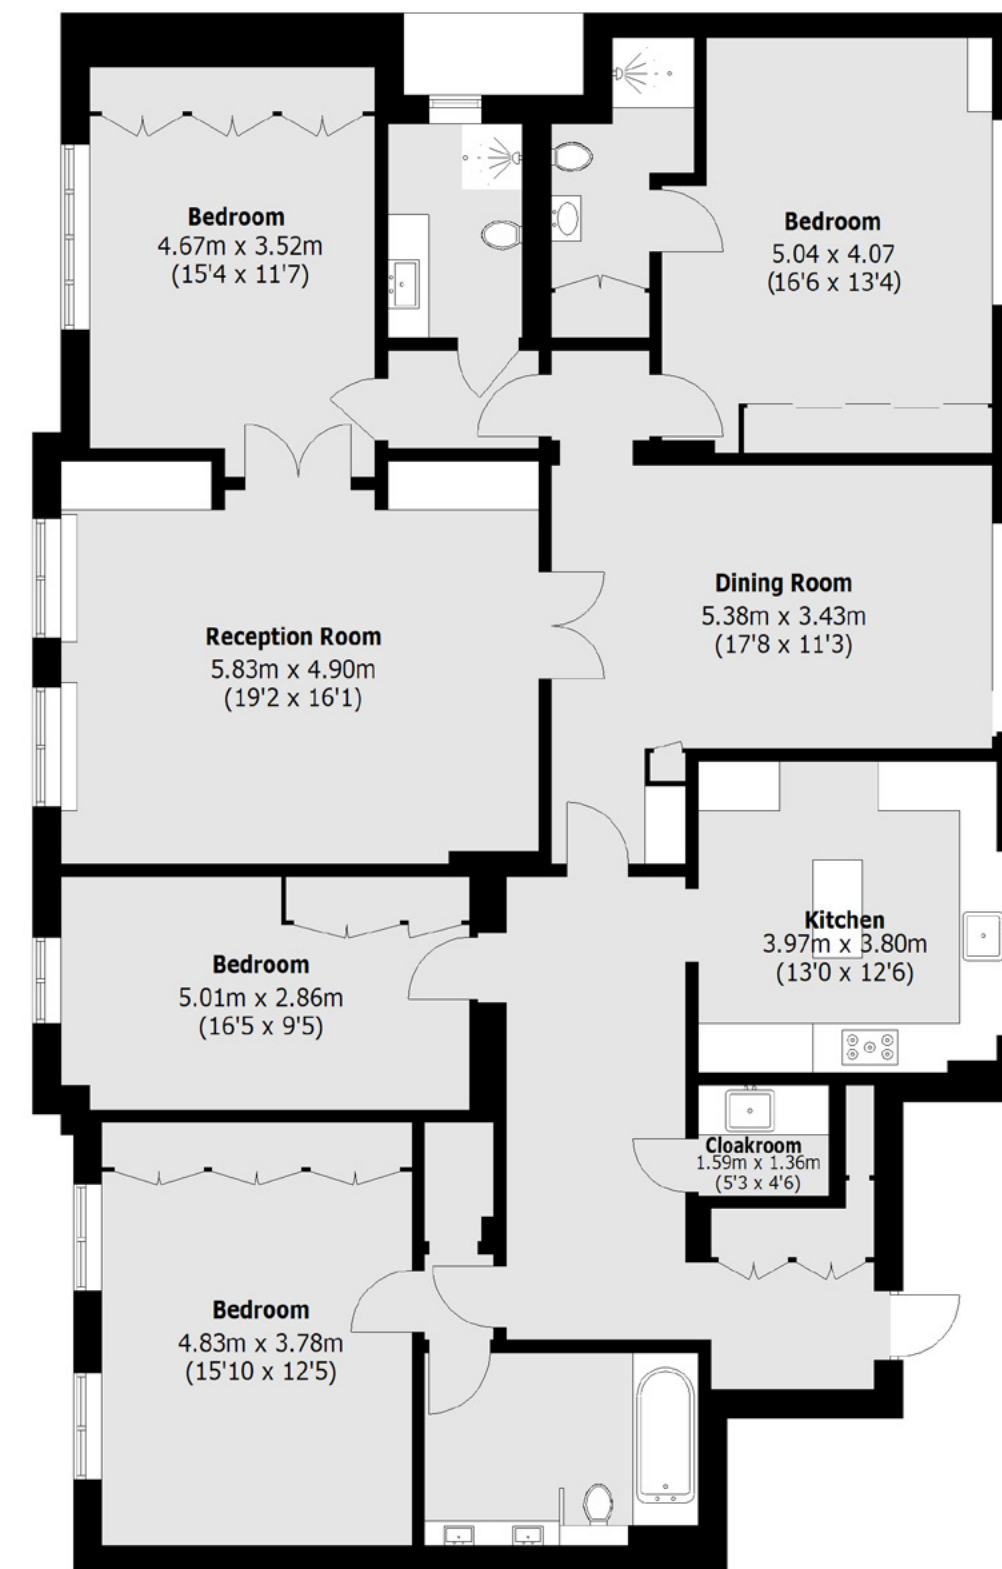 Bedroom
4.67m x 3.52m
(15'4 x 11'7)
Bedroom
5.04 x 4.07
(16'6 x 13'4)
Dining Room
5.38m x 3.43m
(17'8 x 11'3)
Reception Room
5.83m x 4.90m
(19'2 x 16'1)
Kitchen
3.97m x 3.80m
(13'0 x 12'6)
Bedroom
5.01m x 2.86m
(16'5 x 9'5)
Cloakroom
1.59m x 1.36m
(5'3 x 4'6)
Bedroom
4.83m x 3.78m
(15'10 x 12'5)